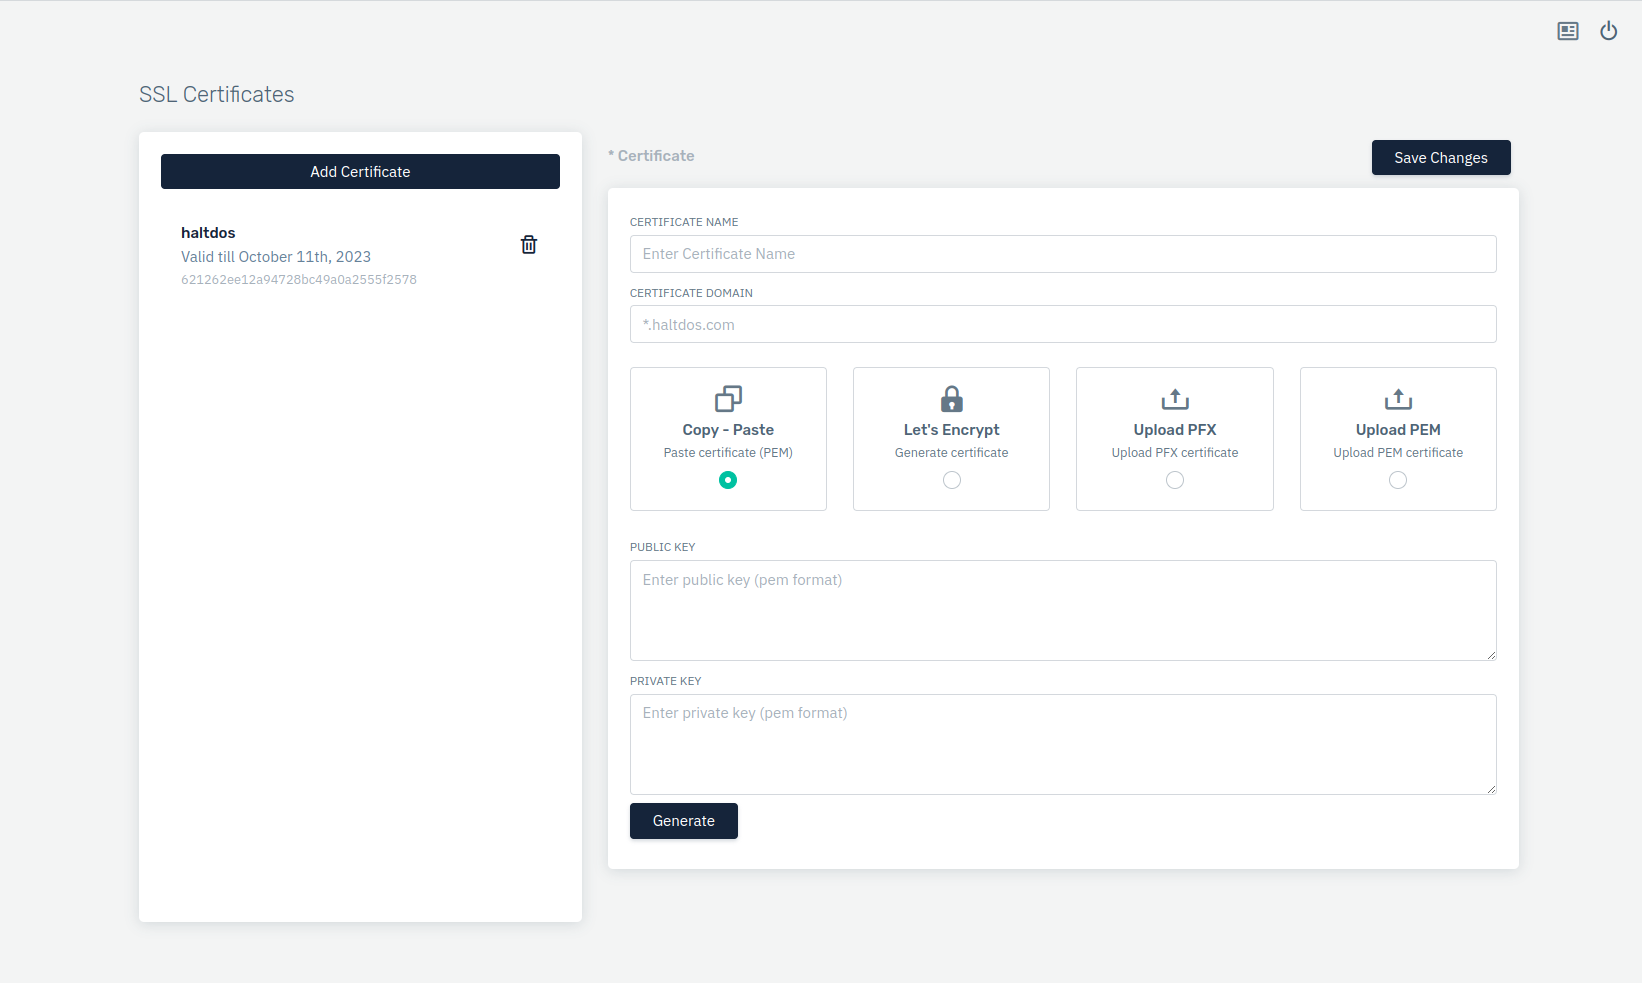 SSL Certificates
Add Certificate
haltdos
Valid till October 11th, 2023
621262ee12a94728bc49a0a2555f2578
* Certificate
Save Changes
CERTIFICATE NAME
Enter Certificate Name
CERTIFICATE DOMAIN
*.haltdos.com
Copy - Paste
Paste certificate (PEM)
Let's Encrypt
Generate certificate
Upload PFX
Upload PFX certificate
Upload PEM
Upload PEM certificate
PUBLIC KEY
Enter public key (pem format)
PRIVATE KEY
Enter private key (pem format)
Generate